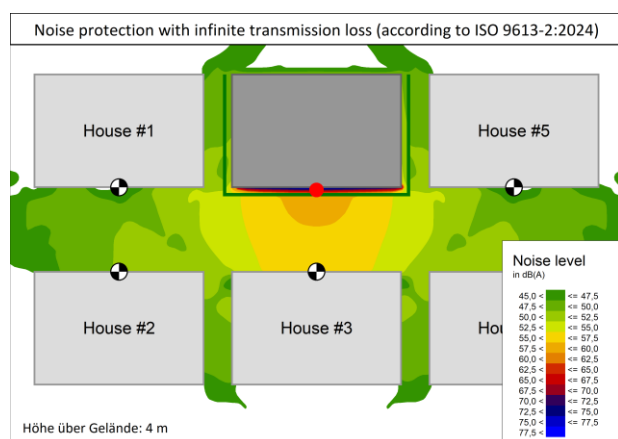 Noise protection with infinite transmission loss (according to ISO 9613-2:2024)
House #1
House #5
House #2
House #3
Hou
Noise level
in dB(A)
45,0 < <= 47,5
47,5 < <= 50,0
50,0 < <= 52,5
52,5 < <= 55,0
55,0 < <= 57,5
57,5 < <= 60,0
60,0 < <= 62,5
62,5 < <= 65,0
65,0 < <= 67,5
67,5 < <= 70,0
70,0 < <= 72,5
72,5 < <= 75,0
75,0 < <= 77,5
77,5 <
Höhe über Gelände: 4 m